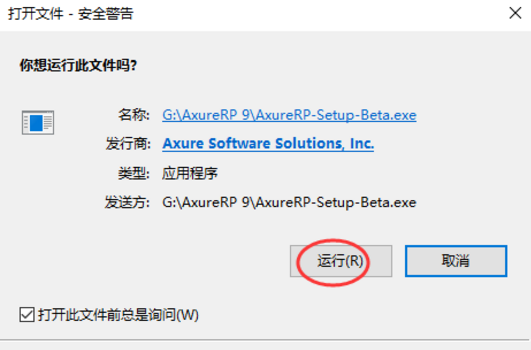 打开文件 - 安全警告
你想运行此文件吗?
名称: G:\AxureRP 9\AxureRP-Setup-Beta.exe
发行商: Axure Software Solutions, Inc.
类型: 应用程序
发送方: G:\AxureRP 9\AxureRP-Setup-Beta.exe
运行(R) 取消
打开此文件前总是询问(W)